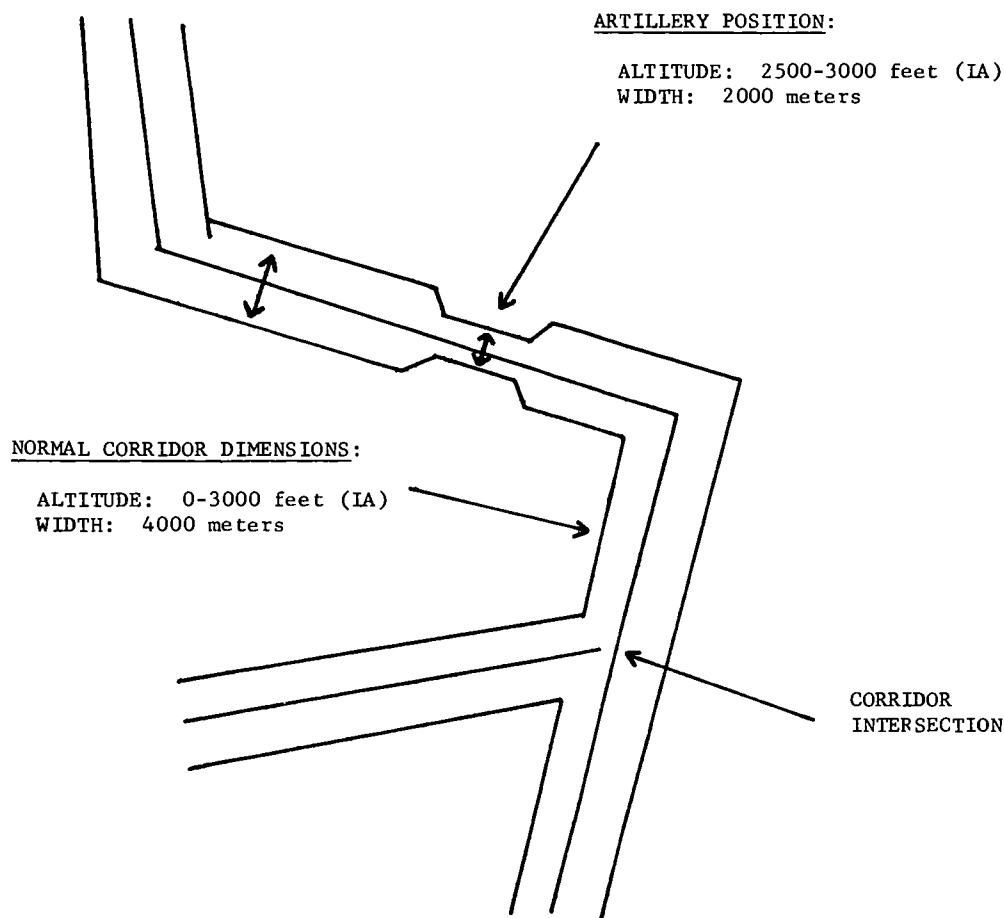 ARTILLERY POSITION:
ALTITUDE: 2500-3000 feet (IA)
WIDTH: 2000 meters
NORMAL CORRIDOR DIMENSIONS:
ALTITUDE: 0-3000 feet (IA)
WIDTH: 4000 meters
CORRIDOR
INTERSECTION